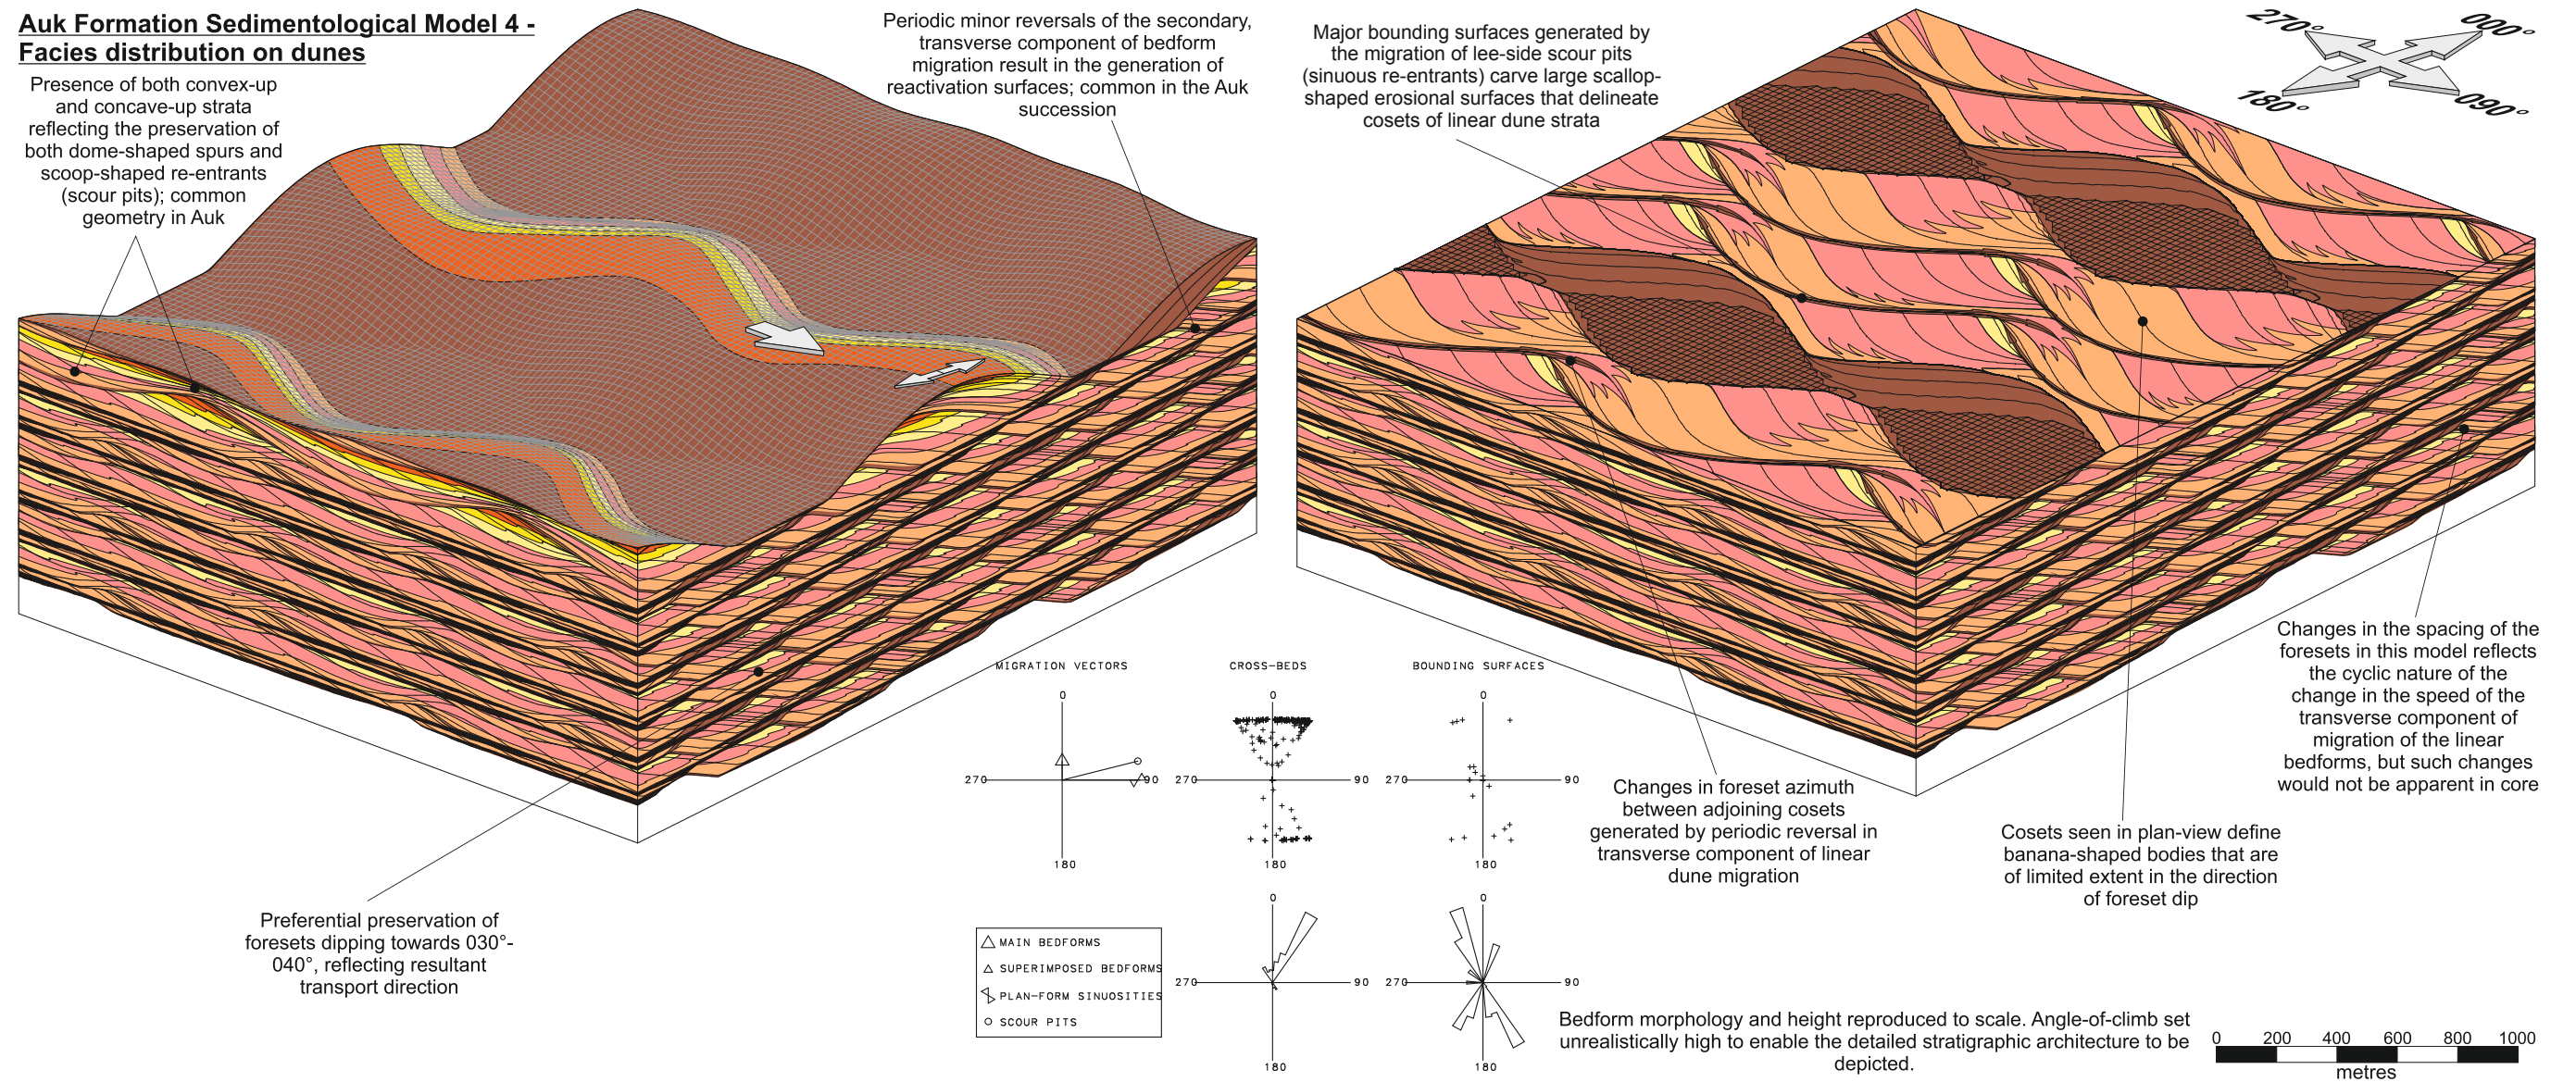 Auk Formation Sedimentological Model 4 -
Facies distribution on dunes
Presence of both convex-up
and concave-up strata
reflecting the preservation of
both dome-shaped spurs and
scoop-shaped re-entrants
(scour pits); common
geometry in Auk
Periodic minor reversals of the secondary,
transverse component of bedform
migration result in the generation of
reactivation surfaces; common in the Auk
succession
Major bounding surfaces generated by
the migration of lee-side scour pits
(sinuous re-entrants) carve large scallop-
shaped erosional surfaces that delineate
cosets of linear dune strata
270°
000°
180°
090°
Preferential preservation of
foresets dipping towards 030°-
040°, reflecting resultant
transport direction
MIGRATION VECTORS
0
270
90
180
CROSS-BEDS
0
270
90
180
BOUNDING SURFACES
0
270
90
180
0
270
90
180
0
270
90
180
MAIN BEDFORMS
SUPERIMPOSED BEDFORMS
PLAN-FORM SINUOSITIES
SCOUR PITS
Changes in foreset azimuth
between adjoining cosets
generated by periodic reversal in
transverse component of linear
dune migration
Cosets seen in plan-view define
banana-shaped bodies that are
of limited extent in the direction
of foreset dip
Changes in the spacing of the
foresets in this model reflects
the cyclic nature of the
change in the speed of the
transverse component of
migration of the linear
bedforms, but such changes
would not be apparent in core
Bedform morphology and height reproduced to scale. Angle-of-climb set
unrealistically high to enable the detailed stratigraphic architecture to be
depicted.
0 200 400 600 800 1000
metres